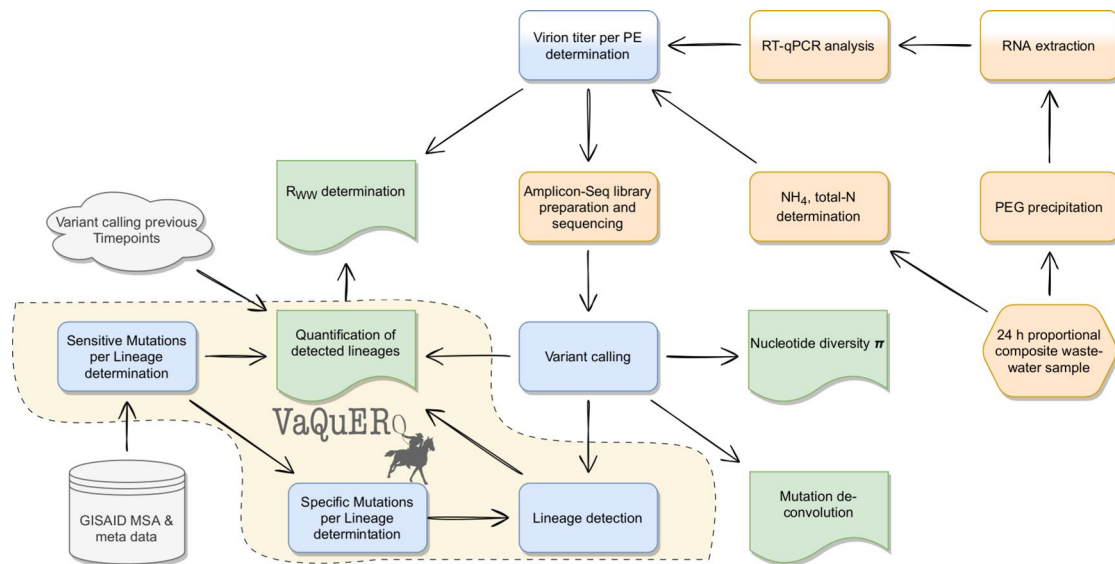 Virion titer per PE
determination
RT-qPCR analysis
RNA extraction
RWW determination
Amplicon-Seq library
preparation and
sequencing
NH4, total-N
determination
PEG precipitation
Variant calling previous
Timepoints
Sensitive Mutations
per Lineage
determination
Quantification of
detected lineages
Variant calling
Nucleotide diversity π
24 h proportional
composite waste-
water sample
VaQuERo
GISAID MSA &
meta data
Specific Mutations
per Lineage
determintation
Lineage detection
Mutation de-
convolution